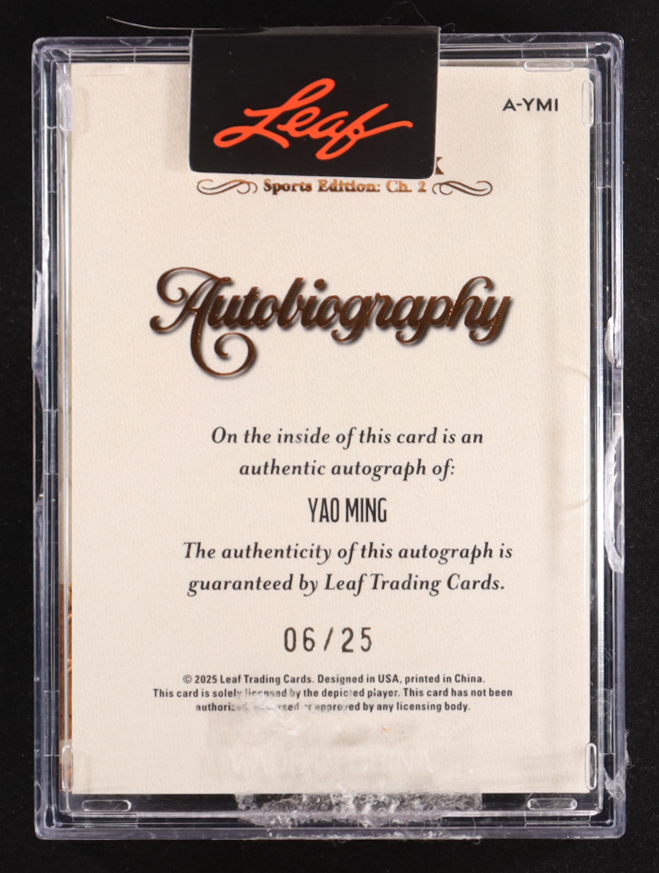 Leaf
A-YMI
Sports Edition: Ch. 2
Autobiography
On the inside of this card is an
authentic autograph of:
YAO MING
The authenticity of this autograph is
guaranteed by Leaf Trading Cards.
06/25
© 2025 Leaf Trading Cards. Designed in USA, printed in China.
This card is solely licensed by the depicted player. This card has not been
or approved by any licensing body.